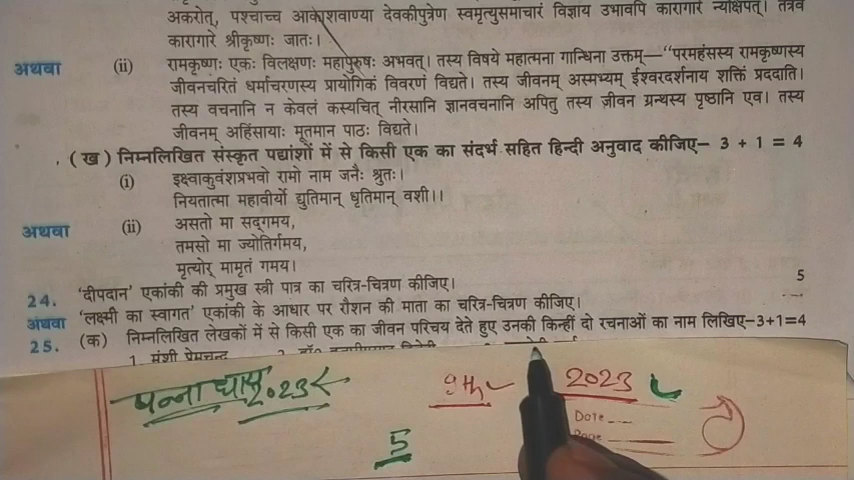 अकरोत्, पश्चाच्च आकाशवाण्या देवकीपुत्रेण स्वमृत्युसमाचारं विज्ञाय उभावपि कारागारे न्यक्षिपत्। तत्रैव
कारागारे श्रीकृष्णः जातः।
अथवा (ii) रामकृष्णः एकः विलक्षणः महापुरुषः अभवत्। तस्य विषये महात्मना गान्धिना उक्तम्—"परमहंसस्य रामकृष्णस्य
जीवनचरितं धर्माचरणस्य प्रायोगिकं विवरणं विद्यते। तस्य जीवनम् अस्मभ्यम् ईश्वरदर्शनाय शक्तिं प्रददाति।
तस्य वचनानि न केवलं कस्यचित् नीरसानि ज्ञानवचनानि अपितु तस्य जीवन ग्रन्थस्य पृष्ठानि एव। तस्य
जीवनम् अहिंसायाः मूतमान पाठः विद्यते।
(ख) निम्नलिखित संस्कृत पद्यांशों में से किसी एक का संदर्भ सहित हिन्दी अनुवाद कीजिए– 3 + 1 = 4
(i) इक्ष्वाकुवंशप्रभवो रामो नाम जनैः श्रुतः।
नियतात्मा महावीर्यो द्युतिमान् धृतिमान् वशी।।
अथवा (ii) असतो मा सद्गमय,
तमसो मा ज्योतिर्गमय,
मृत्योर् मामृतं गमय।
24. 'दीपदान' एकांकी की प्रमुख स्त्री पात्र का चरित्र-चित्रण कीजिए। 5
अथवा 'लक्ष्मी का स्वागत' एकांकी के आधार पर रौशन की माता का चरित्र-चित्रण कीजिए।
25. (क) निम्नलिखित लेखकों में से किसी एक का जीवन परिचय देते हुए उनकी किन्हीं दो रचनाओं का नाम लिखिए–3+1=4
1. मुंशी प्रेमचन्द
पन्ना धाय 2023
9th 2023
Date
Page
5